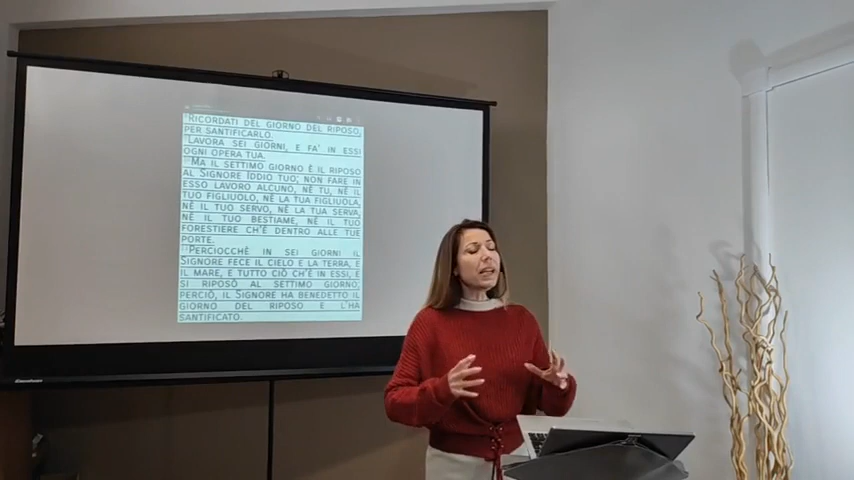 RICORDATI DEL GIORNO DEL RIPOSO,
PER SANTIFICARLO.
LAVORA SEI GIORNI, E FA' IN ESSI
OGNI OPERA TUA.
MA IL SETTIMO GIORNO È IL RIPOSO
AL SIGNORE IDDIO TUO; NON FARE IN
ESSO LAVORO ALCUNO, NÈ TU, NÈ IL
TUO FIGLIUOLO, NÈ LA TUA FIGLIUOLA,
NÈ IL TUO SERVO, NÈ LA TUA SERVA,
NÈ IL TUO BESTIAME, NÈ IL TUO
FORESTIERE CH'È DENTRO ALLE TUE
PORTE.
PERCIOCCHÈ IN SEI GIORNI IL
SIGNORE FECE IL CIELO E LA TERRA, E
IL MARE, E TUTTO CIÒ CH'È IN ESSI,
E SI RIPOSÒ AL SETTIMO GIORNO;
PERCIÒ, IL SIGNORE HA BENEDETTO IL
GIORNO DEL RIPOSO E L'HA
SANTIFICATO.